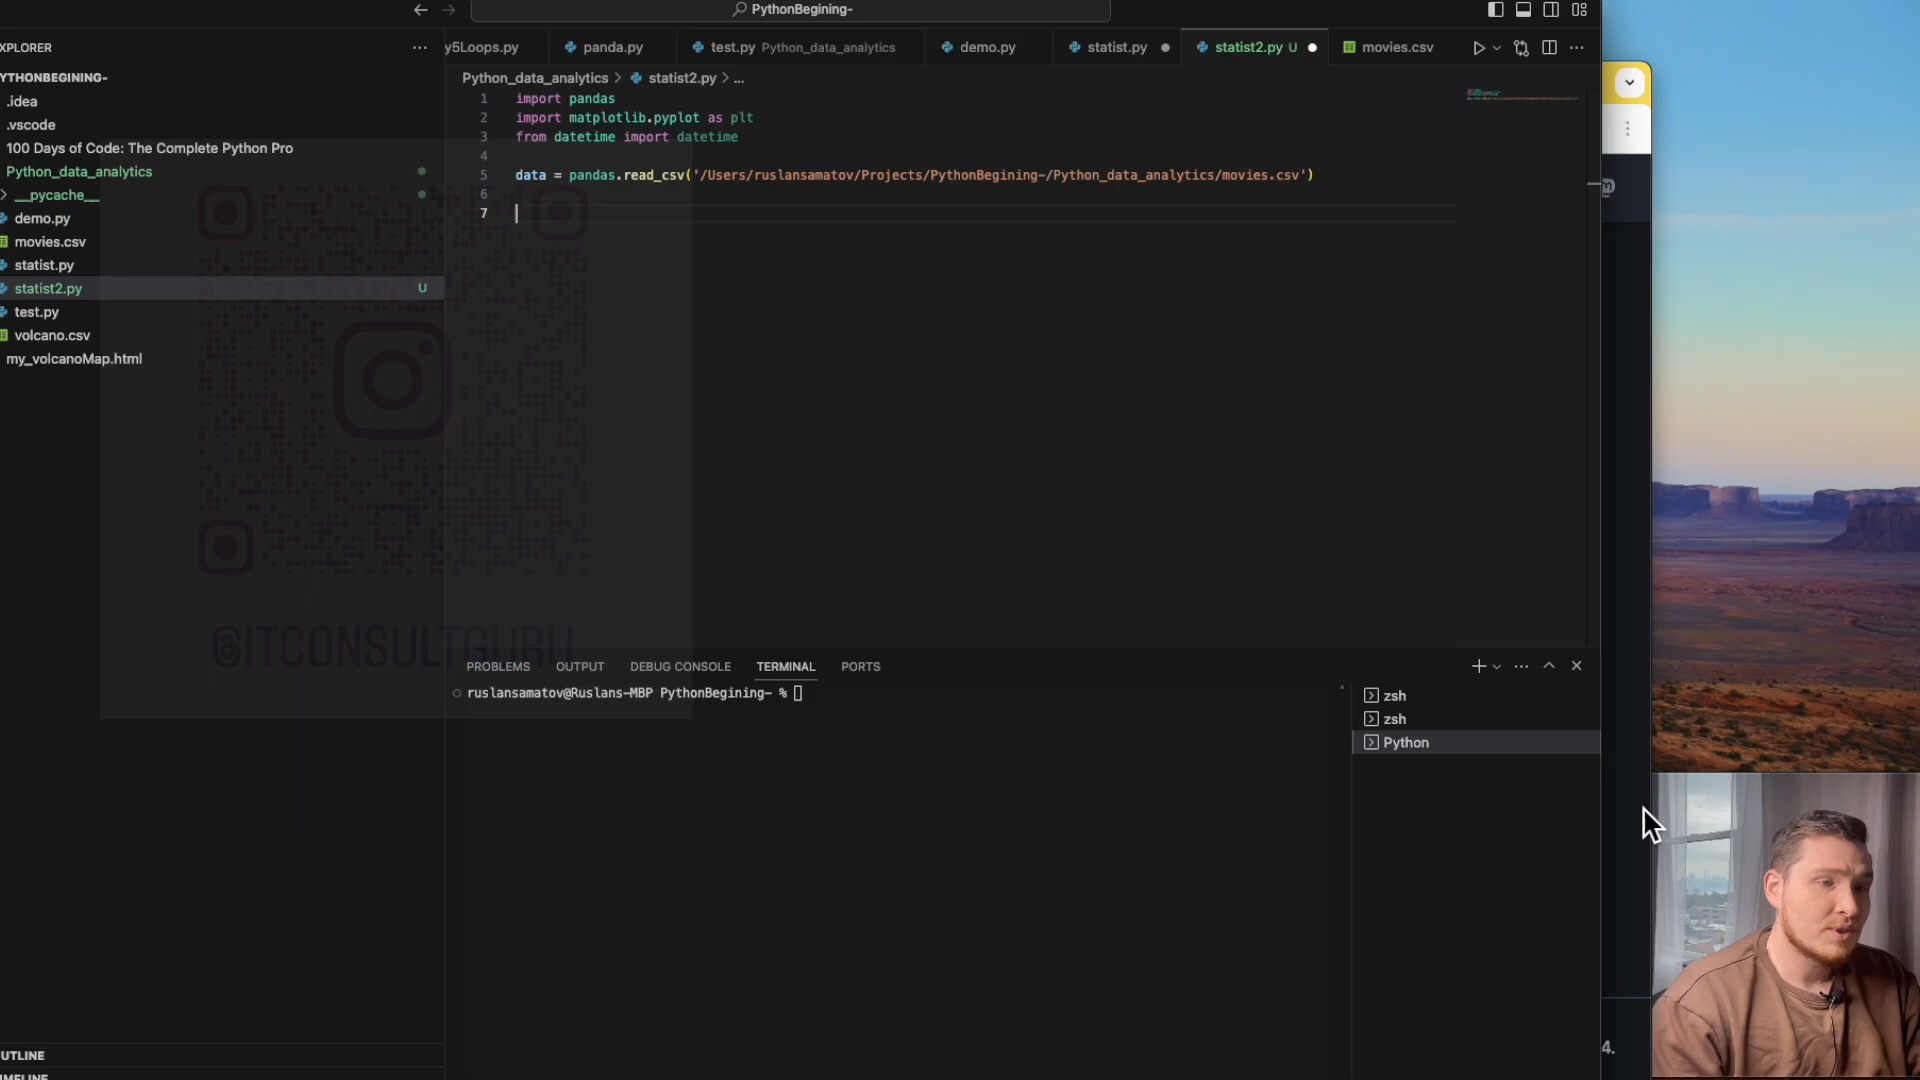 PythonBegining-
XPLORER
y5Loops.py
panda.py
test.py Python_data_analytics
demo.py
statist.py
statist2.py U
movies.csv
YTHONBEGINING-
.idea
.vscode
100 Days of Code: The Complete Python Pro
Python_data_analytics
__pycache__
demo.py
movies.csv
statist.py
statist2.py U
test.py
volcano.csv
my_volcanoMap.html
Python_data_analytics > statist2.py > ...
1 import pandas
2 import matplotlib.pyplot as plt
3 from datetime import datetime
4
5 data = pandas.read_csv('/Users/ruslansamatov/Projects/PythonBegining-/Python_data_analytics/movies.csv')
6
7
@ITCONSULTGURU
PROBLEMS OUTPUT DEBUG CONSOLE TERMINAL PORTS
ruslansamatov@Ruslans-MBP PythonBegining- %
zsh
zsh
Python
UTLINE
IMELINE
4.